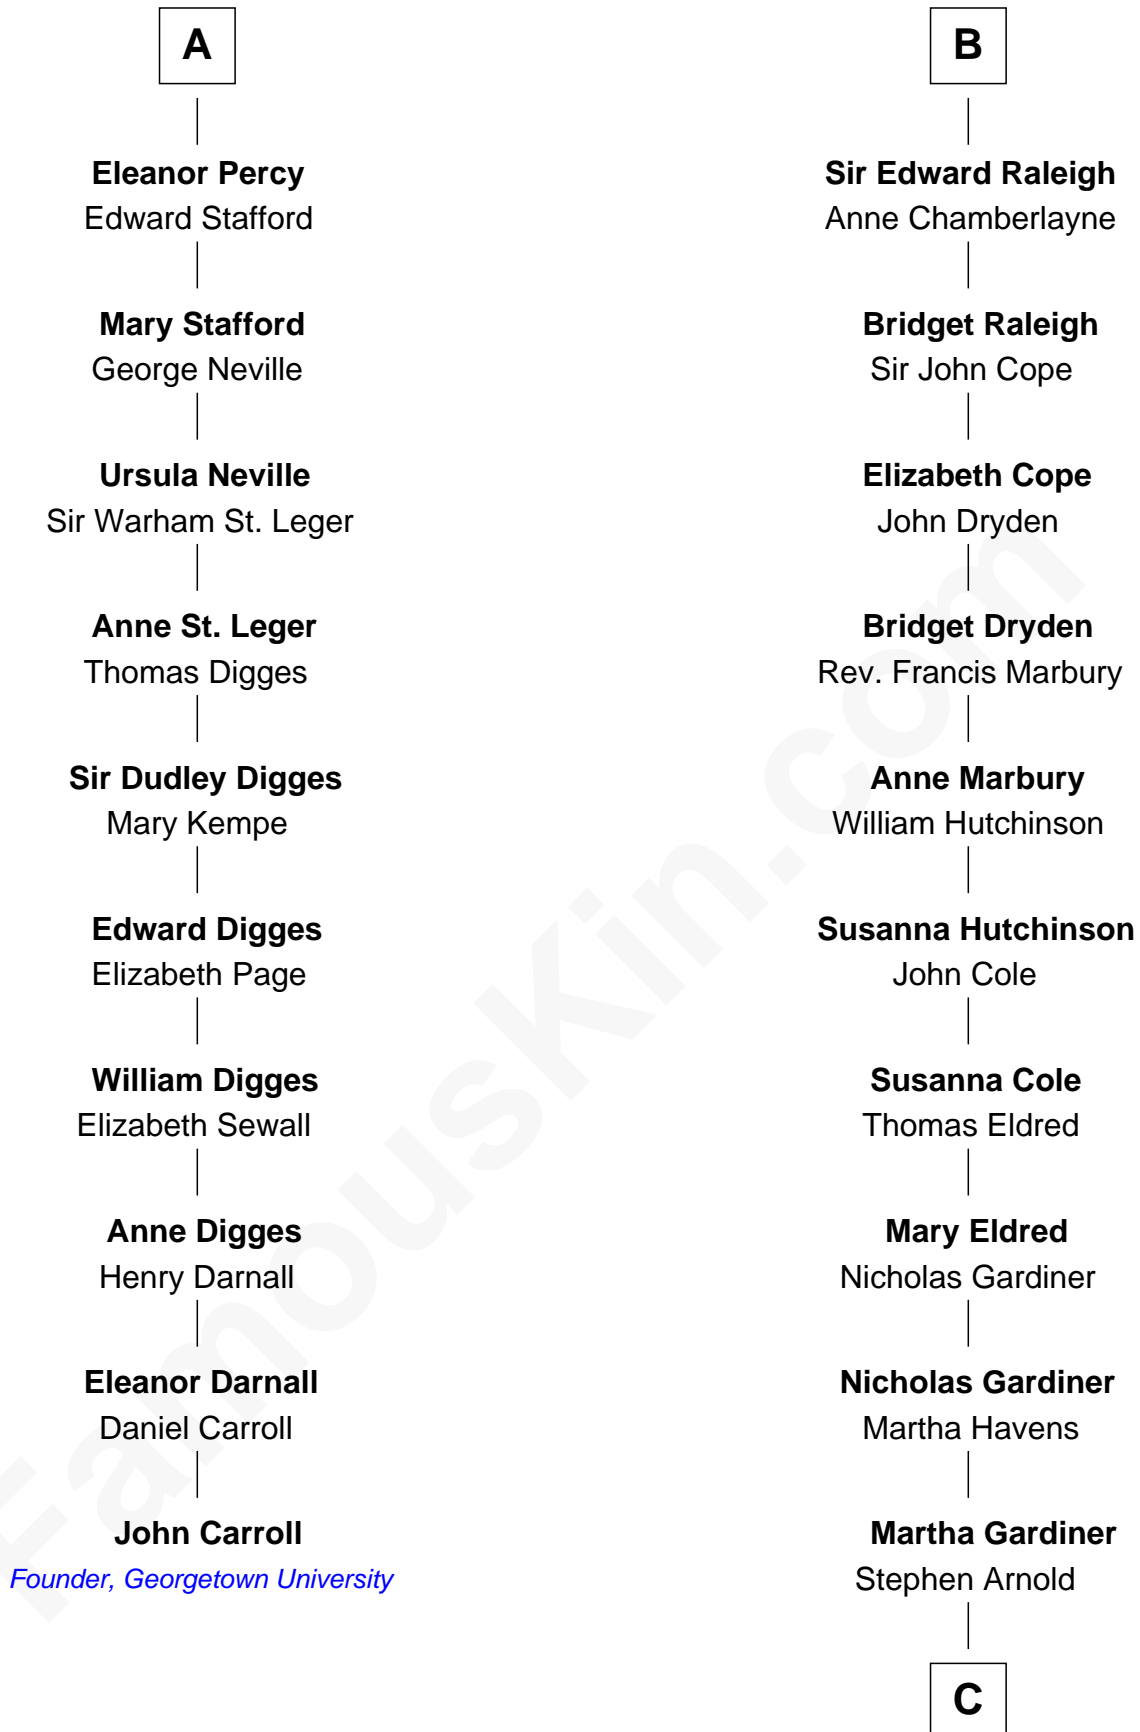 A
Eleanor Percy
Edward Stafford
Mary Stafford
George Neville
Ursula Neville
Sir Warham St. Leger
Anne St. Leger
Thomas Digges
Sir Dudley Digges
Mary Kempe
Edward Digges
Elizabeth Page
William Digges
Elizabeth Sewall
Anne Digges
Henry Darnall
Eleanor Darnall
Daniel Carroll
John Carroll
Founder, Georgetown University
B
Sir Edward Raleigh
Anne Chamberlayne
Bridget Raleigh
Sir John Cope
Elizabeth Cope
John Dryden
Bridget Dryden
Rev. Francis Marbury
Anne Marbury
William Hutchinson
Susanna Hutchinson
John Cole
Susanna Cole
Thomas Eldred
Mary Eldred
Nicholas Gardiner
Nicholas Gardiner
Martha Havens
Martha Gardiner
Stephen Arnold
C
FamousKin.com